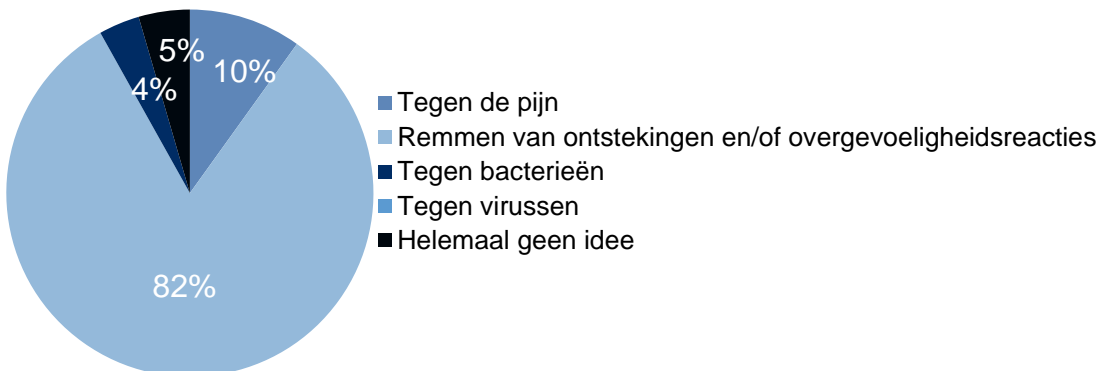 5%
10%
4%
Tegen de pijn
Remmen van ontstekingen en/of overgevoeligheidsreacties
Tegen bacterieën
Tegen virussen
Helemaal geen idee
82%